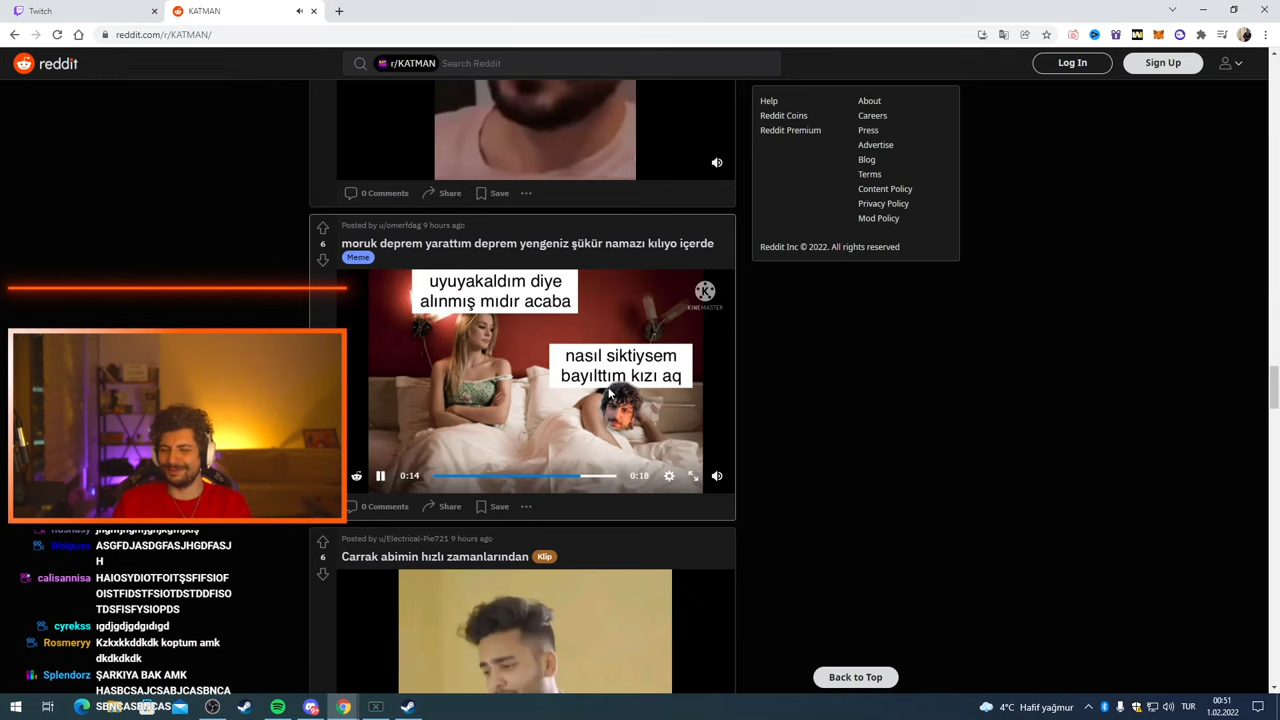 Twitch
KATMAN
reddit.com/r/KATMAN/
reddit
r/KATMAN
Search Reddit
Log In
Sign Up
Help
About
Reddit Coins
Careers
Reddit Premium
Press
Advertise
Blog
Terms
Content Policy
Privacy Policy
Mod Policy
Reddit Inc © 2022. All rights reserved
0 Comments
Share
Save
Posted by u/omerfdag 9 hours ago
6
moruk deprem yarattım deprem yengeniz şükür namazı kılıyo içerde
Meme
uyuyakaldım diye
alınmış mıdır acaba
KINEMASTER
nasıl siktiysem
bayılttım kızı aq
0:14
0:18
0 Comments
Share
Save
Posted by u/Electrical-Pie721 9 hours ago
6
Carrak abimin hızlı zamanlarından
Klip
ASGFDJASDGFASJHGDFASJ
H
calisannisa
HAIOSYDIOTFOITŞSFIFSIOF
OISTFIDSTFSIOTDSTDDFISO
TDSFISFYSIOPDS
cyrekss
ıgdjgjdgdıgıd
Rosmeryy
Kzkxkkddkdk koptum amk
dkdkdkdk
Splendorz
ŞARKIYA BAK AMK
HASBCSAJCSABJCASBNCA
SBNCASBNCAS
Back to Top
4°C Hafif yağmur
TUR
00:51
1.02.2022